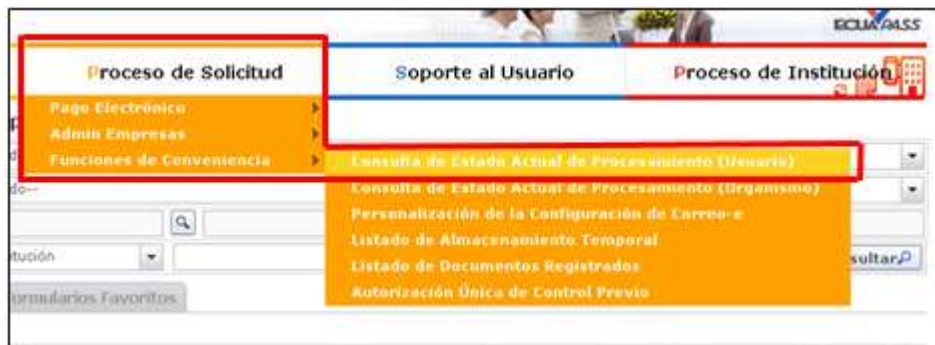 ECUAPASS
Proceso de Solicitud
Soporte al Usuario
Proceso de Institución
Pago Electrónico
Admin Empresas
Funciones de Conveniencia
Consulta de Estado Actual de Procesamiento (Usuario)
do--
Consulta de Estado Actual de Procesamiento (Organismo)
Personalización de la Configuración de Correo-e
Listado de Almacenamiento Temporal
tución
Listado de Documentos Registrados
sultar
ormularios Favoritos
Autorización Única de Control Previo